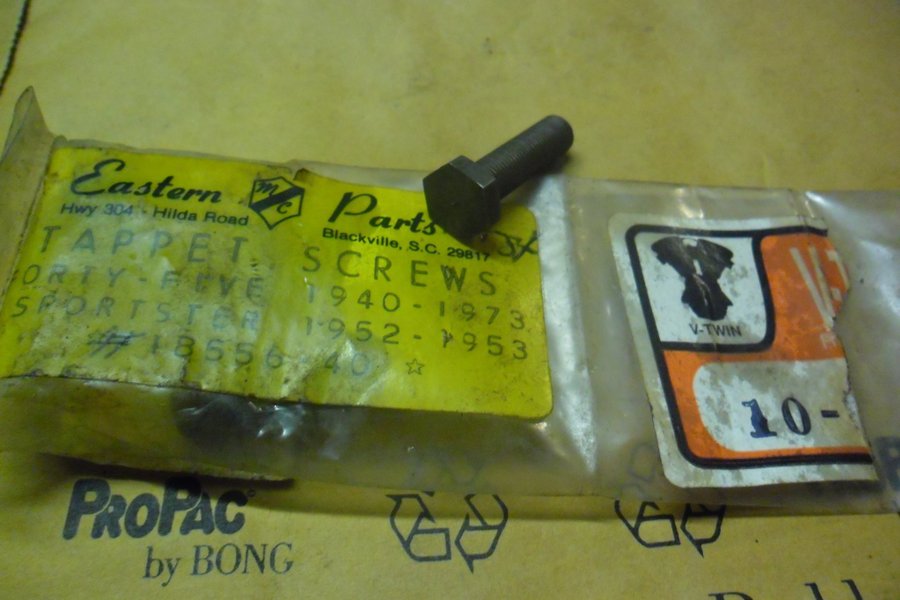 Eastern MC Parts
Hwy 304 - Hilda Road
Blackville, S.C. 29817
TAPPET SCREWS
ORTY-FIVE 1940-1973
SPORTSTER 1952-1953
18556-40 ☆
V-TWIN
10-
PROPAC®
by BONG